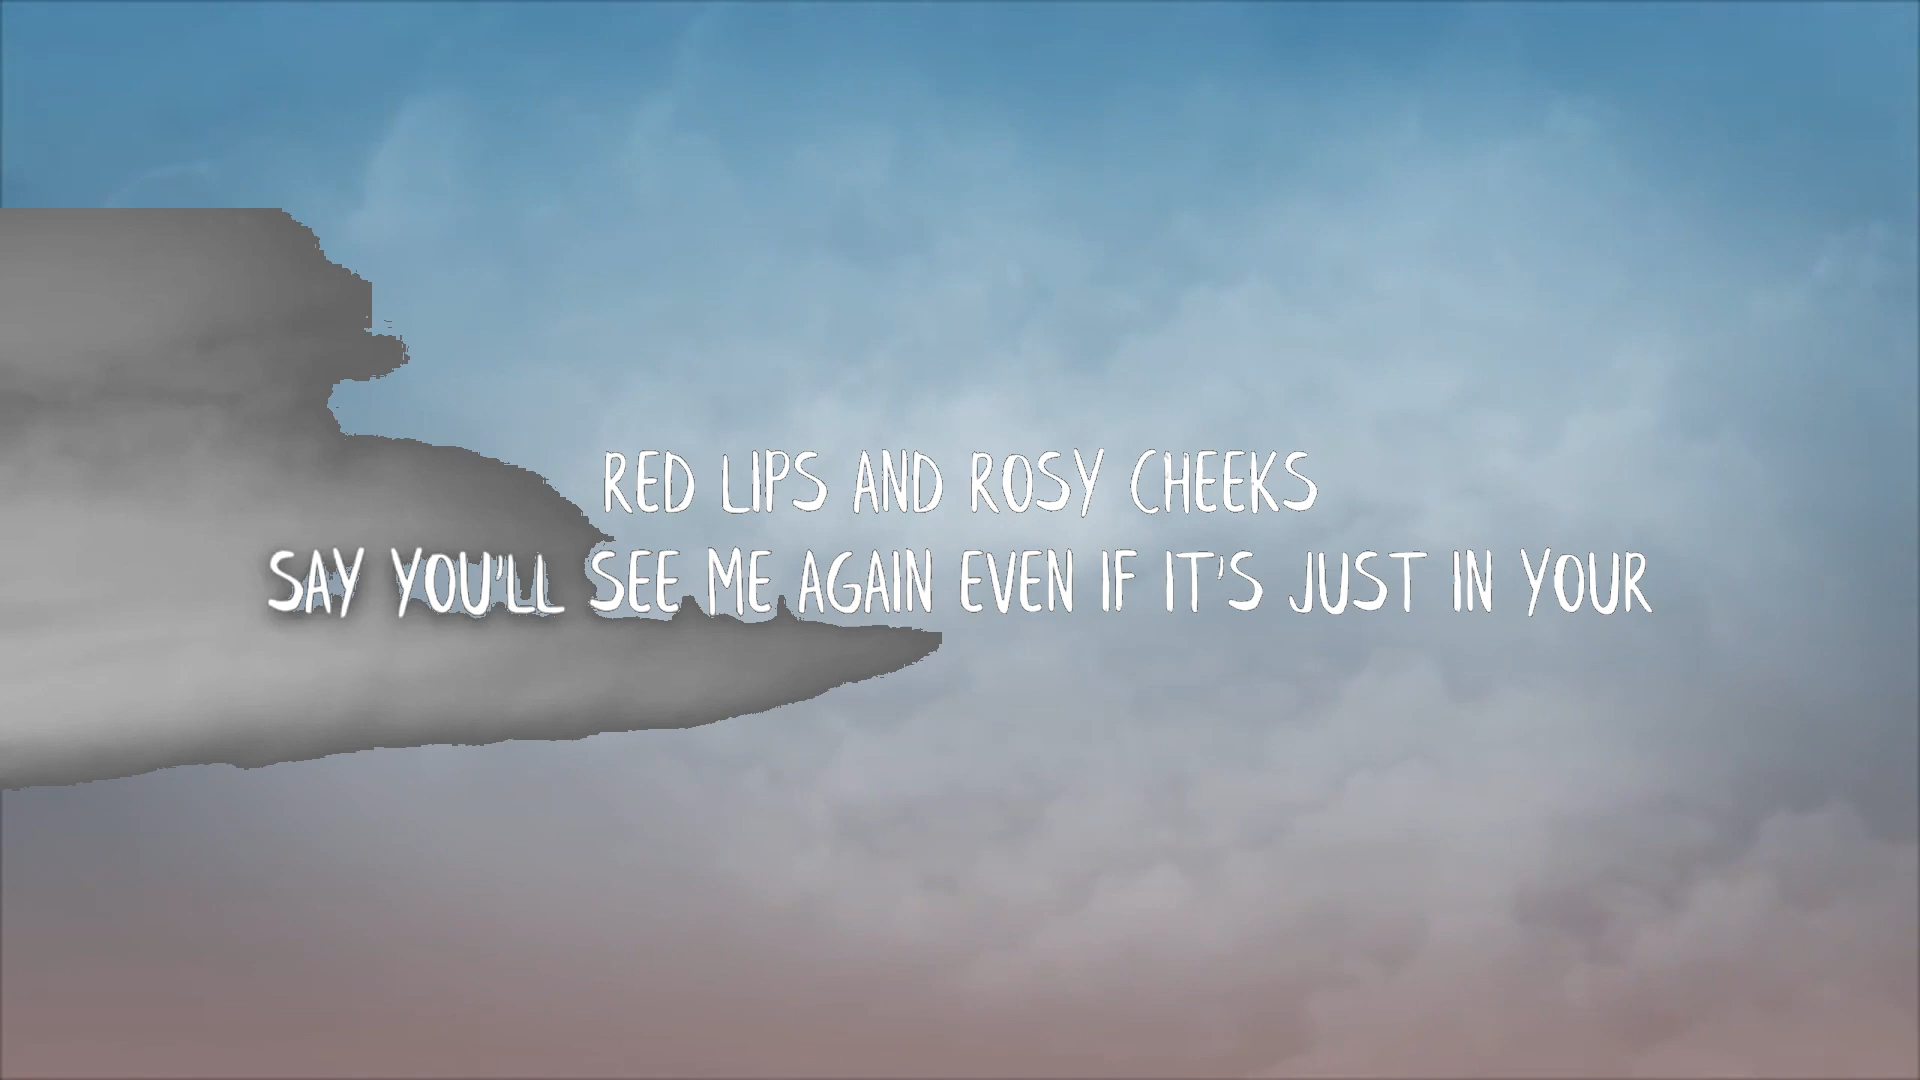 RED LIPS AND ROSY CHEEKS
SAY YOU'LL SEE ME AGAIN EVEN IF IT'S JUST IN YOUR